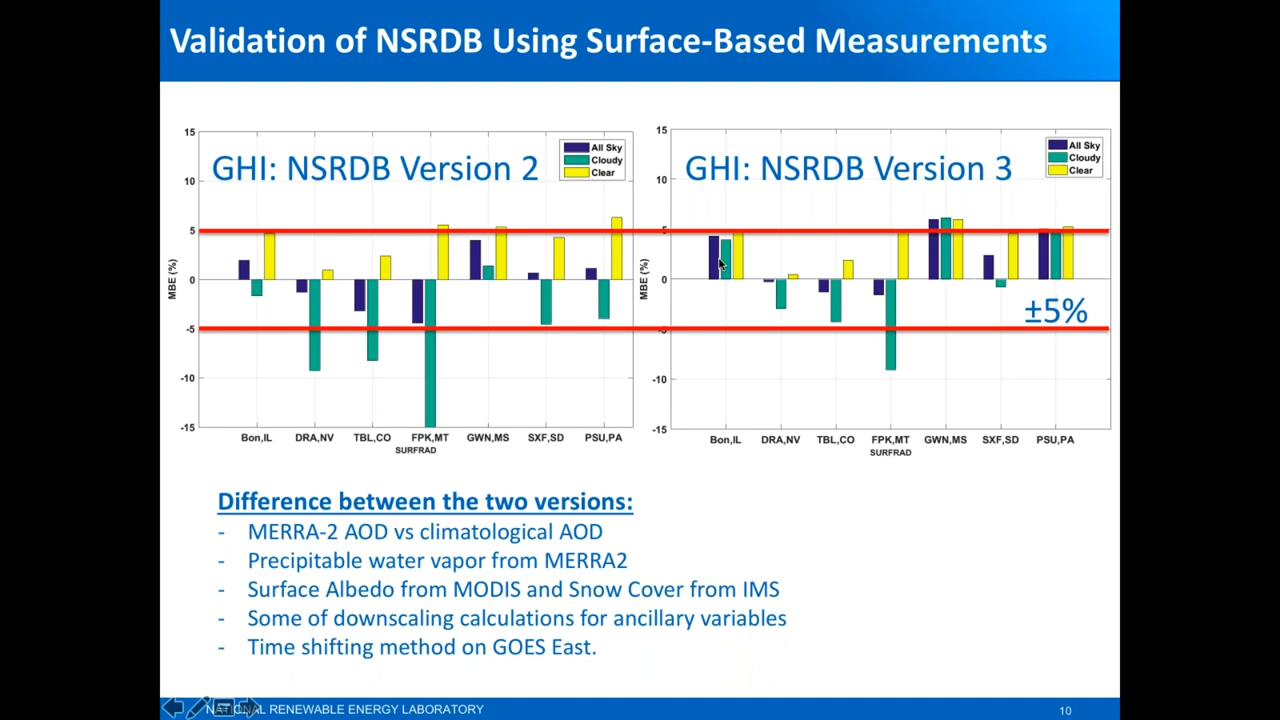 Validation of NSRDB Using Surface-Based Measurements
15
10
5
0
-5
-10
-15
MBE (%)
GHI: NSRDB Version 2
All Sky
Cloudy
Clear
Bon,IL DRA,NV TBL,CO FPK,MT GWN,MS SXF,SD PSU,PA
SURFRAD
15
10
5
0
-5
-10
-15
MBE (%)
GHI: NSRDB Version 3
All Sky
Cloudy
Clear
±5%
Bon,IL DRA,NV TBL,CO FPK,MT GWN,MS SXF,SD PSU,PA
SURFRAD
Difference between the two versions:
- MERRA-2 AOD vs climatological AOD
- Precipitable water vapor from MERRA2
- Surface Albedo from MODIS and Snow Cover from IMS
- Some of downscaling calculations for ancillary variables
- Time shifting method on GOES East.
NATIONAL RENEWABLE ENERGY LABORATORY
10